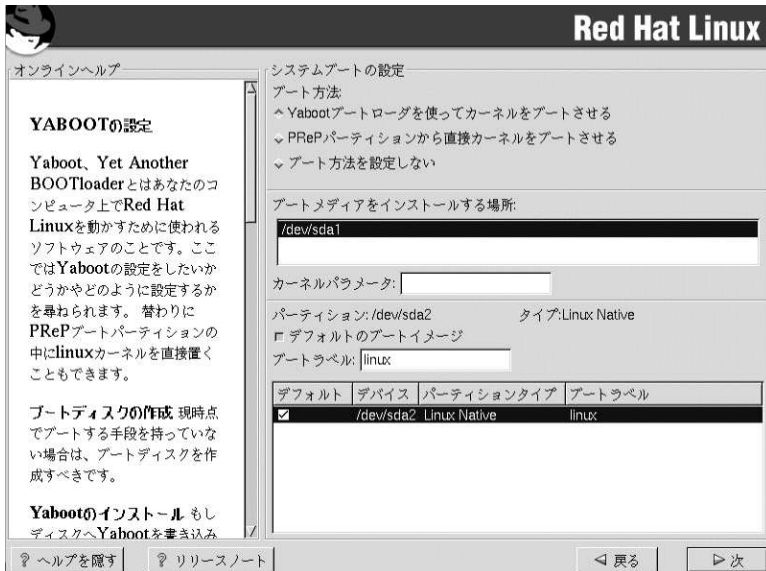 Red Hat Linux
オンラインヘルプ
YABOOTの設定
Yaboot、Yet Another
BOOTloaderとはあなたのコ
ンピュータ上でRed Hat
Linuxを動かすために使われる
ソフトウェアのことです。ここ
ではYabootの設定をしたいか
どうかやどのように設定するか
を尋ねられます。 替わりに
PRePブートパーティションの
中にlinuxカーネルを直接置く
こともできます。
ブートディスクの作成 現時点
でブートする手段を持っていな
い場合は、ブートディスクを作
成すべきです。
Yabootのインストール もし
ディスクへYabootを書き込み
システムブートの設定
ブート方法:
Yabootブートローダを使ってカーネルをブートさせる
PRePパーティションから直接カーネルをブートさせる
ブート方法を設定しない
ブートメディアをインストールする場所:
/dev/sda1
カーネルパラメータ:
パーティション: /dev/sda2 タイプ:Linux Native
デフォルトのブートイメージ
ブートラベル: linux
デフォルト デバイス パーティションタイプ ブートラベル
/dev/sda2 Linux Native linux
? ヘルプを隠す ? リリースノート 戻る 次